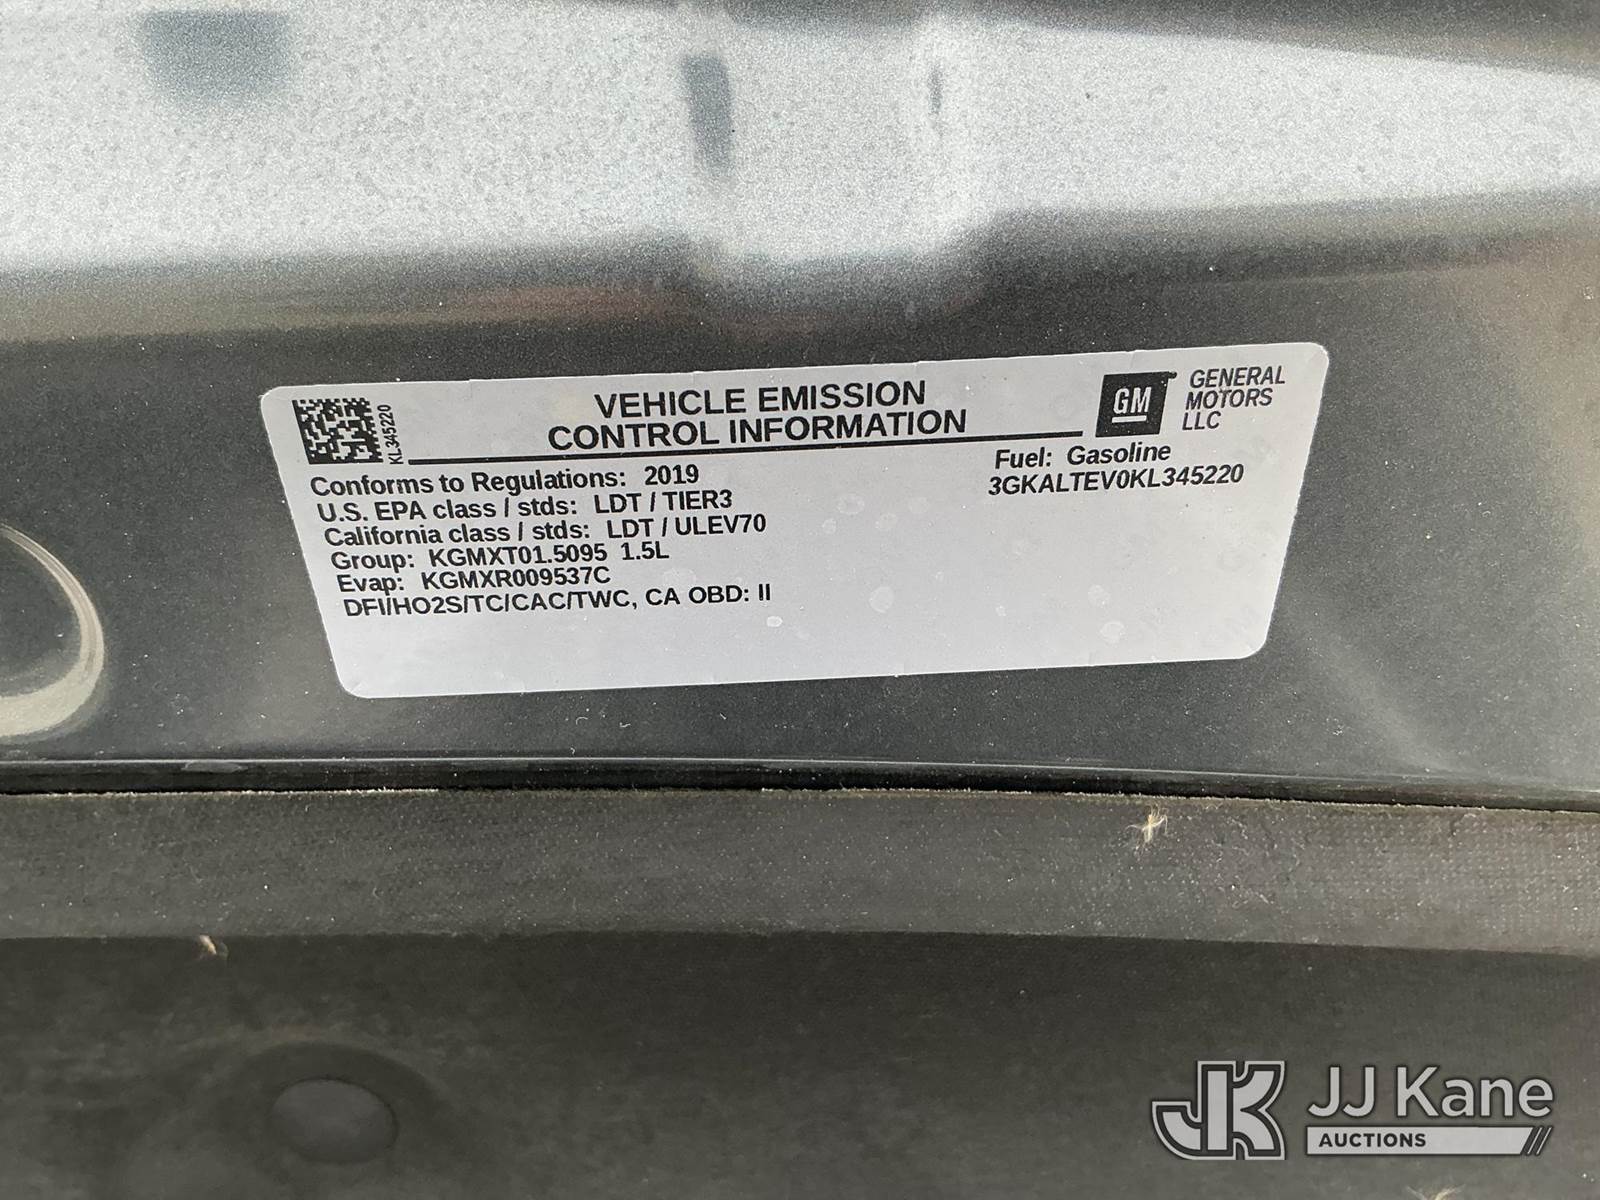 KL345220
VEHICLE EMISSION
CONTROL INFORMATION
GM
GENERAL
MOTORS
LLC
Conforms to Regulations: 2019
U.S. EPA class / stds: LDT / TIER3
California class / stds: LDT / ULEV70
Group: KGMXT01.5095 1.5L
Evap: KGMXR009537C
DFI/HO2S/TC/CAC/TWC, CA OBD: II
Fuel: Gasoline
3GKALTEV0KL345220
JK
JJ Kane
AUCTIONS